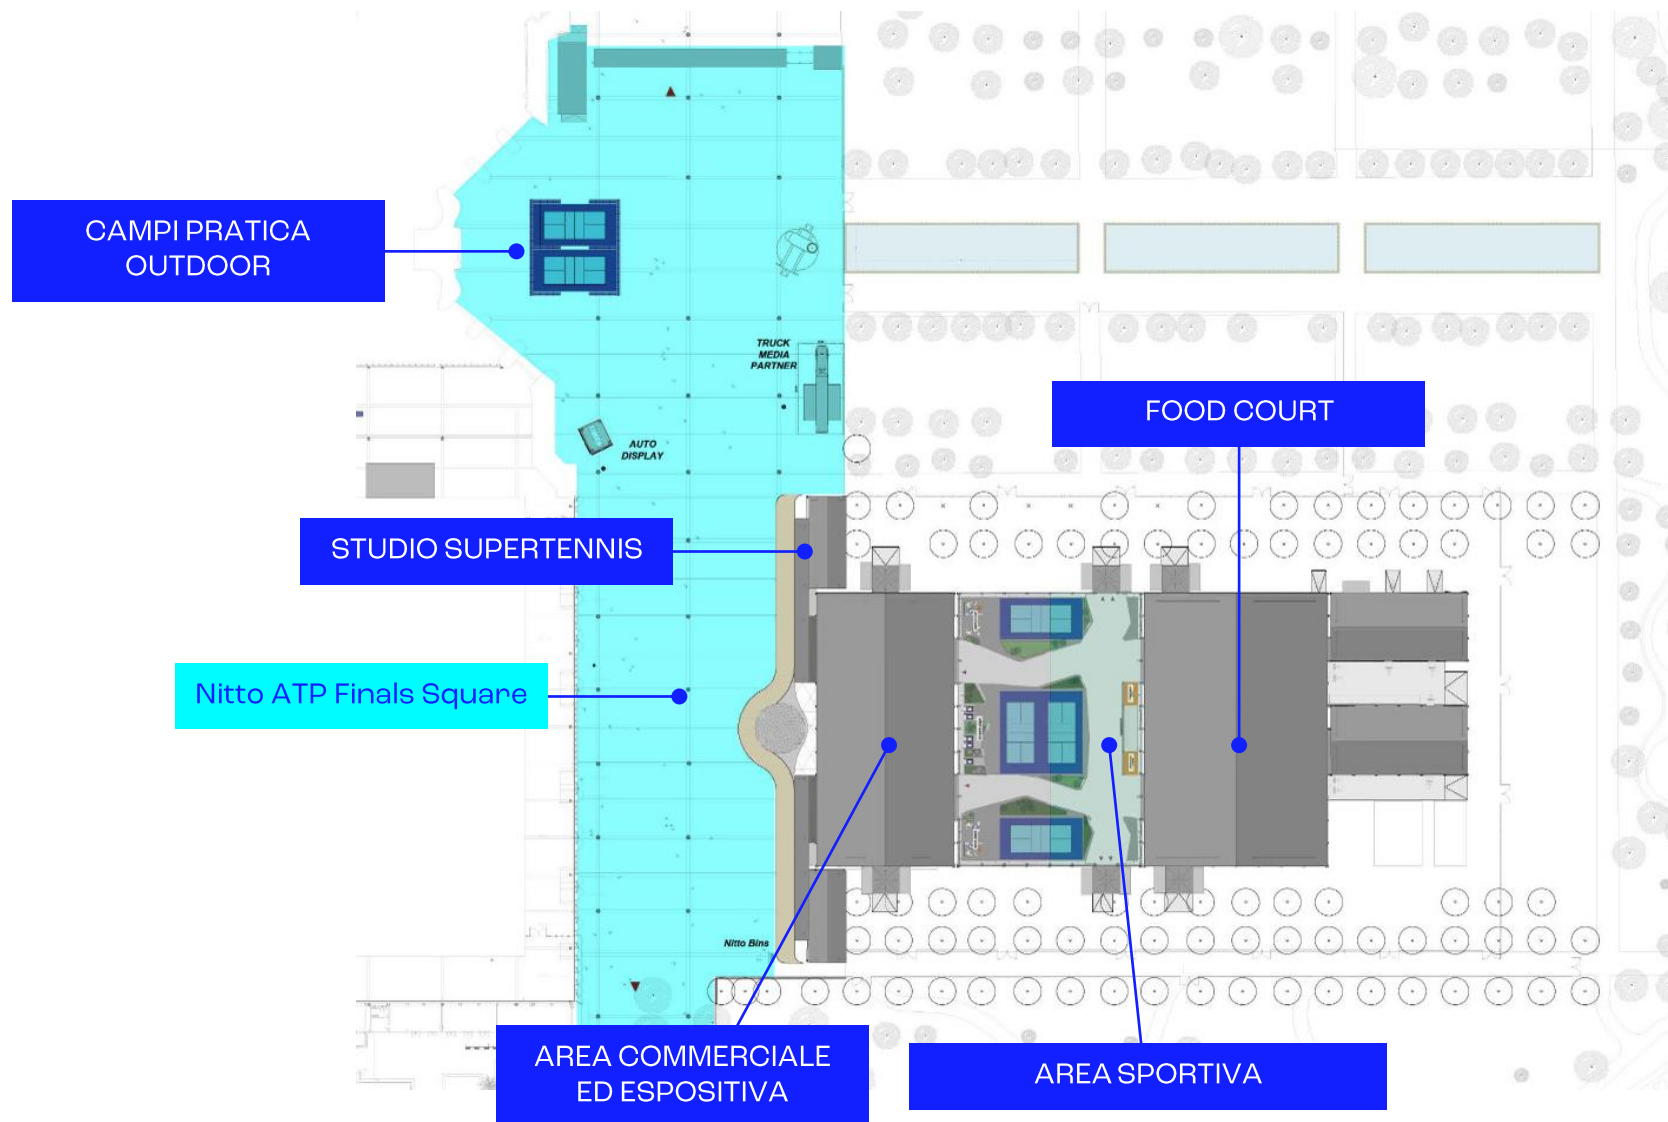 CAMPI PRATICA
OUTDOOR
TRUCK
MEDIA
PARTNER
FOOD COURT
AUTO
DISPLAY
STUDIO SUPERTENNIS
Nitto ATP Finals Square
Nitto Bins
AREA COMMERCIALE
ED ESPOSITIVA
AREA SPORTIVA